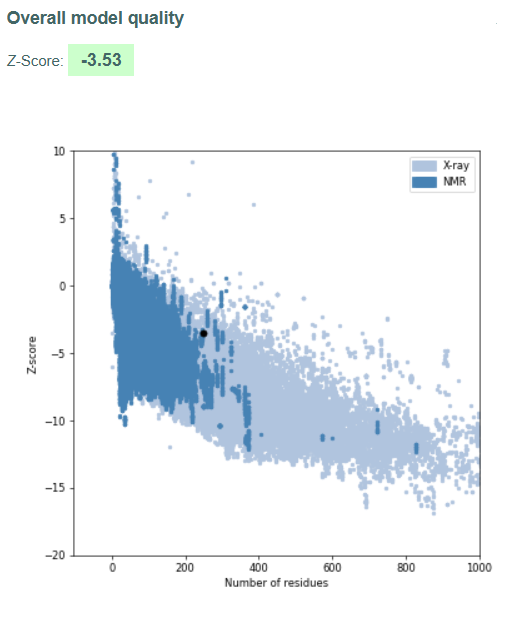 Overall model quality
Z-Score: -3.53
X-ray
NMR
10
5
0
−5
−10
−15
−20
Z-score
0 200 400 600 800 1000
Number of residues